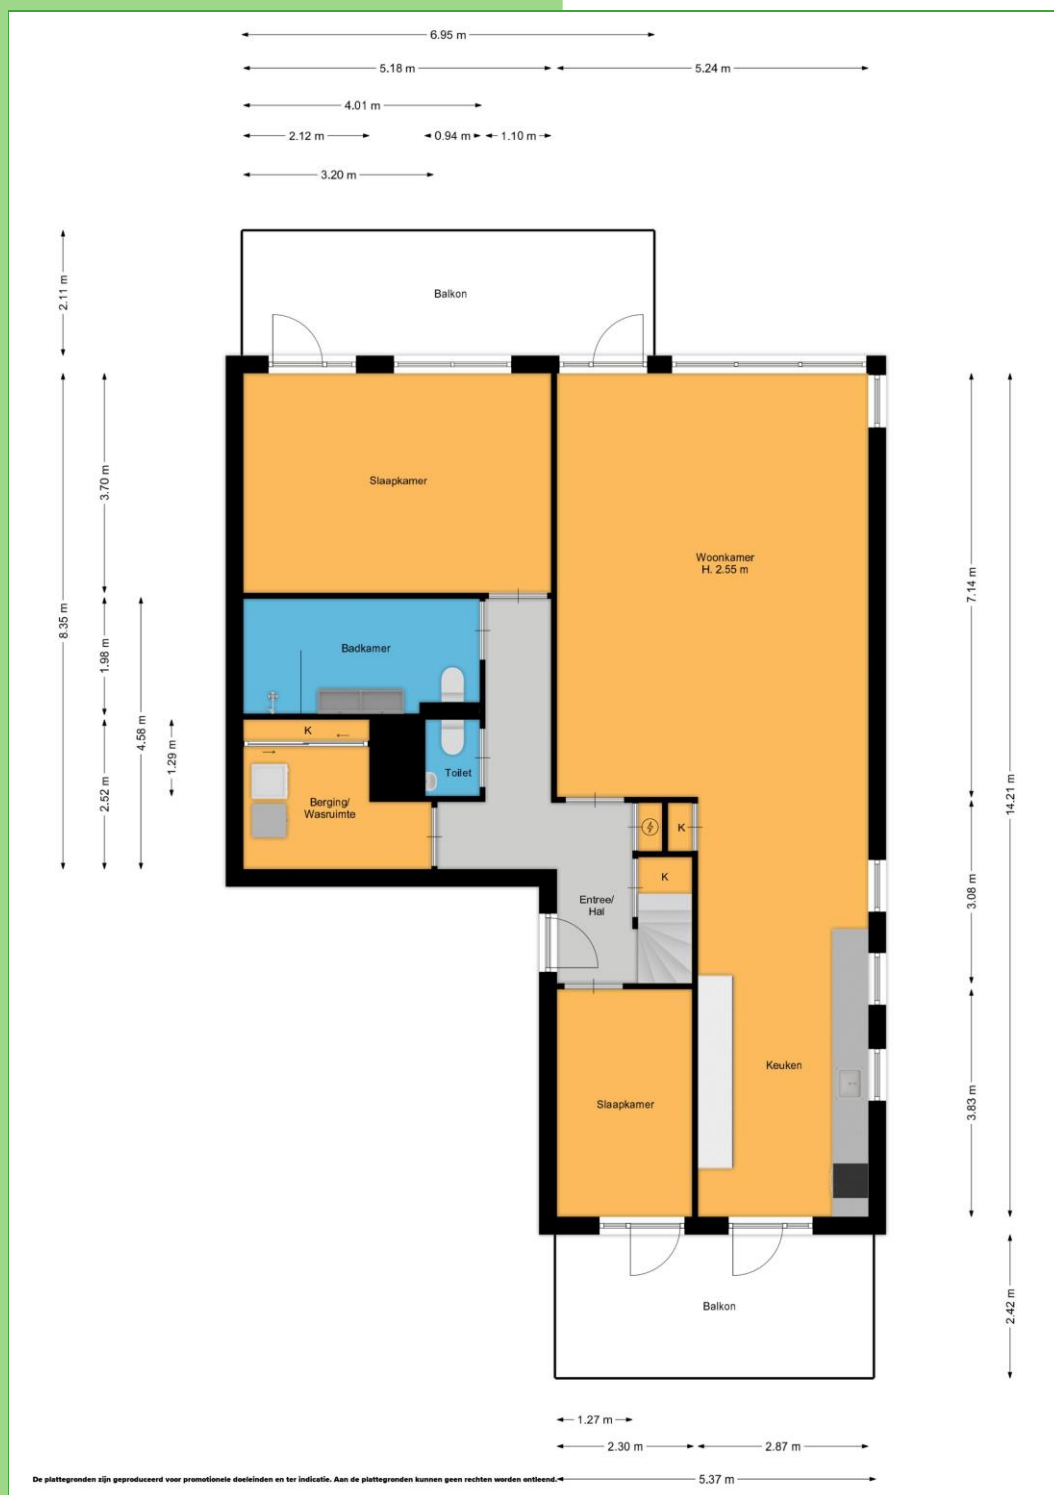 6.95 m
5.18 m
5.24 m
4.01 m
2.12 m
0.94 m
1.10 m
3.20 m
2.11 m
Balkon
8.35 m
3.70 m
1.98 m
4.58 m
2.52 m
1.29 m
Slaapkamer
Woonkamer
H. 2.55 m
7.14 m
14.21 m
Badkamer
K
Toilet
Berging/
Wasruimte
K
K
Entree/
Hal
3.08 m
Keuken
Slaapkamer
3.83 m
Balkon
2.42 m
1.27 m
2.30 m
2.87 m
De plattegronden zijn geproduceerd voor promotionele doeleinden en ter indicatie. Aan de plattegronden kunnen geen rechten worden ontleend.
5.37 m